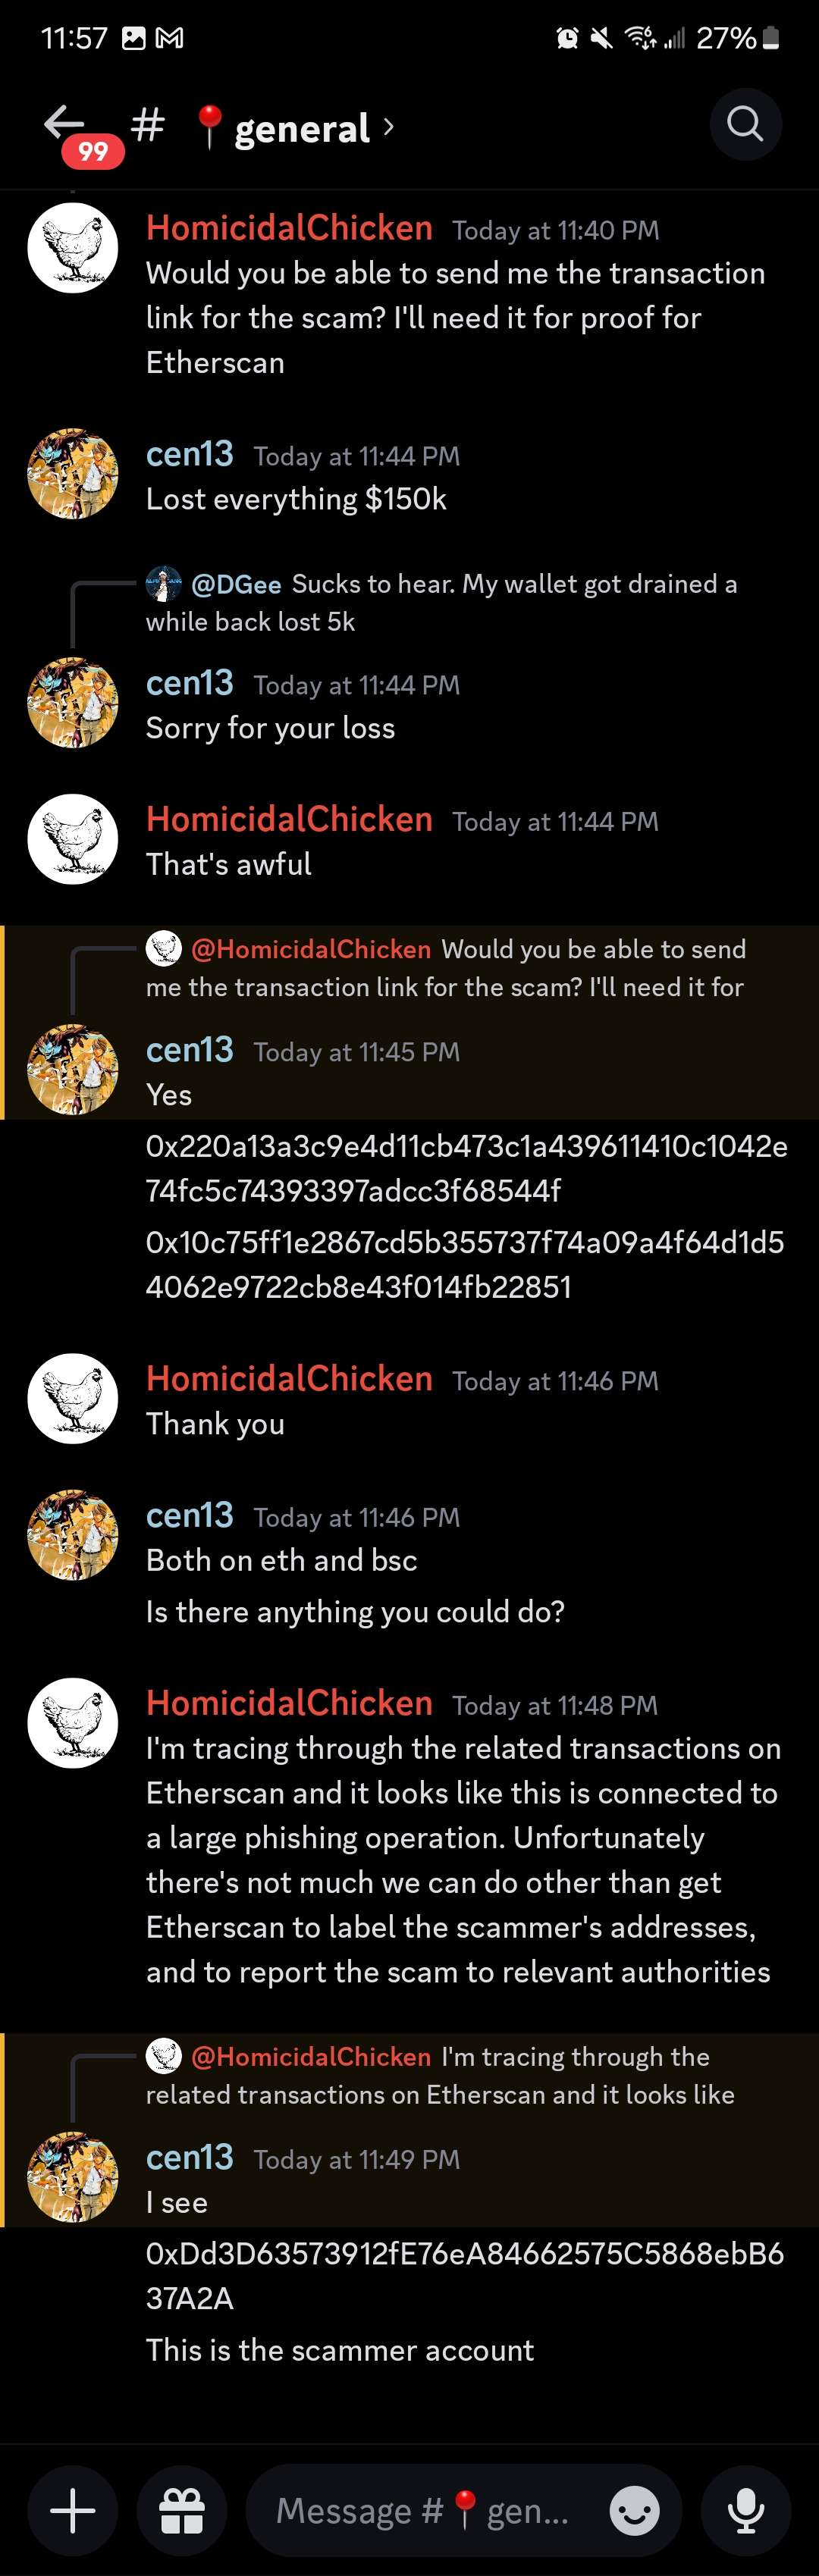 11:57
27%
99
# 📍 general ›
HomicidalChicken Today at 11:40 PM
Would you be able to send me the transaction
link for the scam? I'll need it for proof for
Etherscan
cen13 Today at 11:44 PM
Lost everything $150k
@DGee Sucks to hear. My wallet got drained a
while back lost 5k
cen13 Today at 11:44 PM
Sorry for your loss
HomicidalChicken Today at 11:44 PM
That's awful
@HomicidalChicken Would you be able to send
me the transaction link for the scam? I'll need it for
cen13 Today at 11:45 PM
Yes
0x220a13a3c9e4d11cb473c1a439611410c1042e
74fc5c74393397adcc3f68544f
0x10c75ff1e2867cd5b355737f74a09a4f64d1d5
4062e9722cb8e43f014fb22851
HomicidalChicken Today at 11:46 PM
Thank you
cen13 Today at 11:46 PM
Both on eth and bsc
Is there anything you could do?
HomicidalChicken Today at 11:48 PM
I'm tracing through the related transactions on
Etherscan and it looks like this is connected to
a large phishing operation. Unfortunately
there's not much we can do other than get
Etherscan to label the scammer's addresses,
and to report the scam to relevant authorities
@HomicidalChicken I'm tracing through the
related transactions on Etherscan and it looks like
cen13 Today at 11:49 PM
I see
0xDd3D63573912fE76eA84662575C5868ebB6
37A2A
This is the scammer account
Message #📍gen...